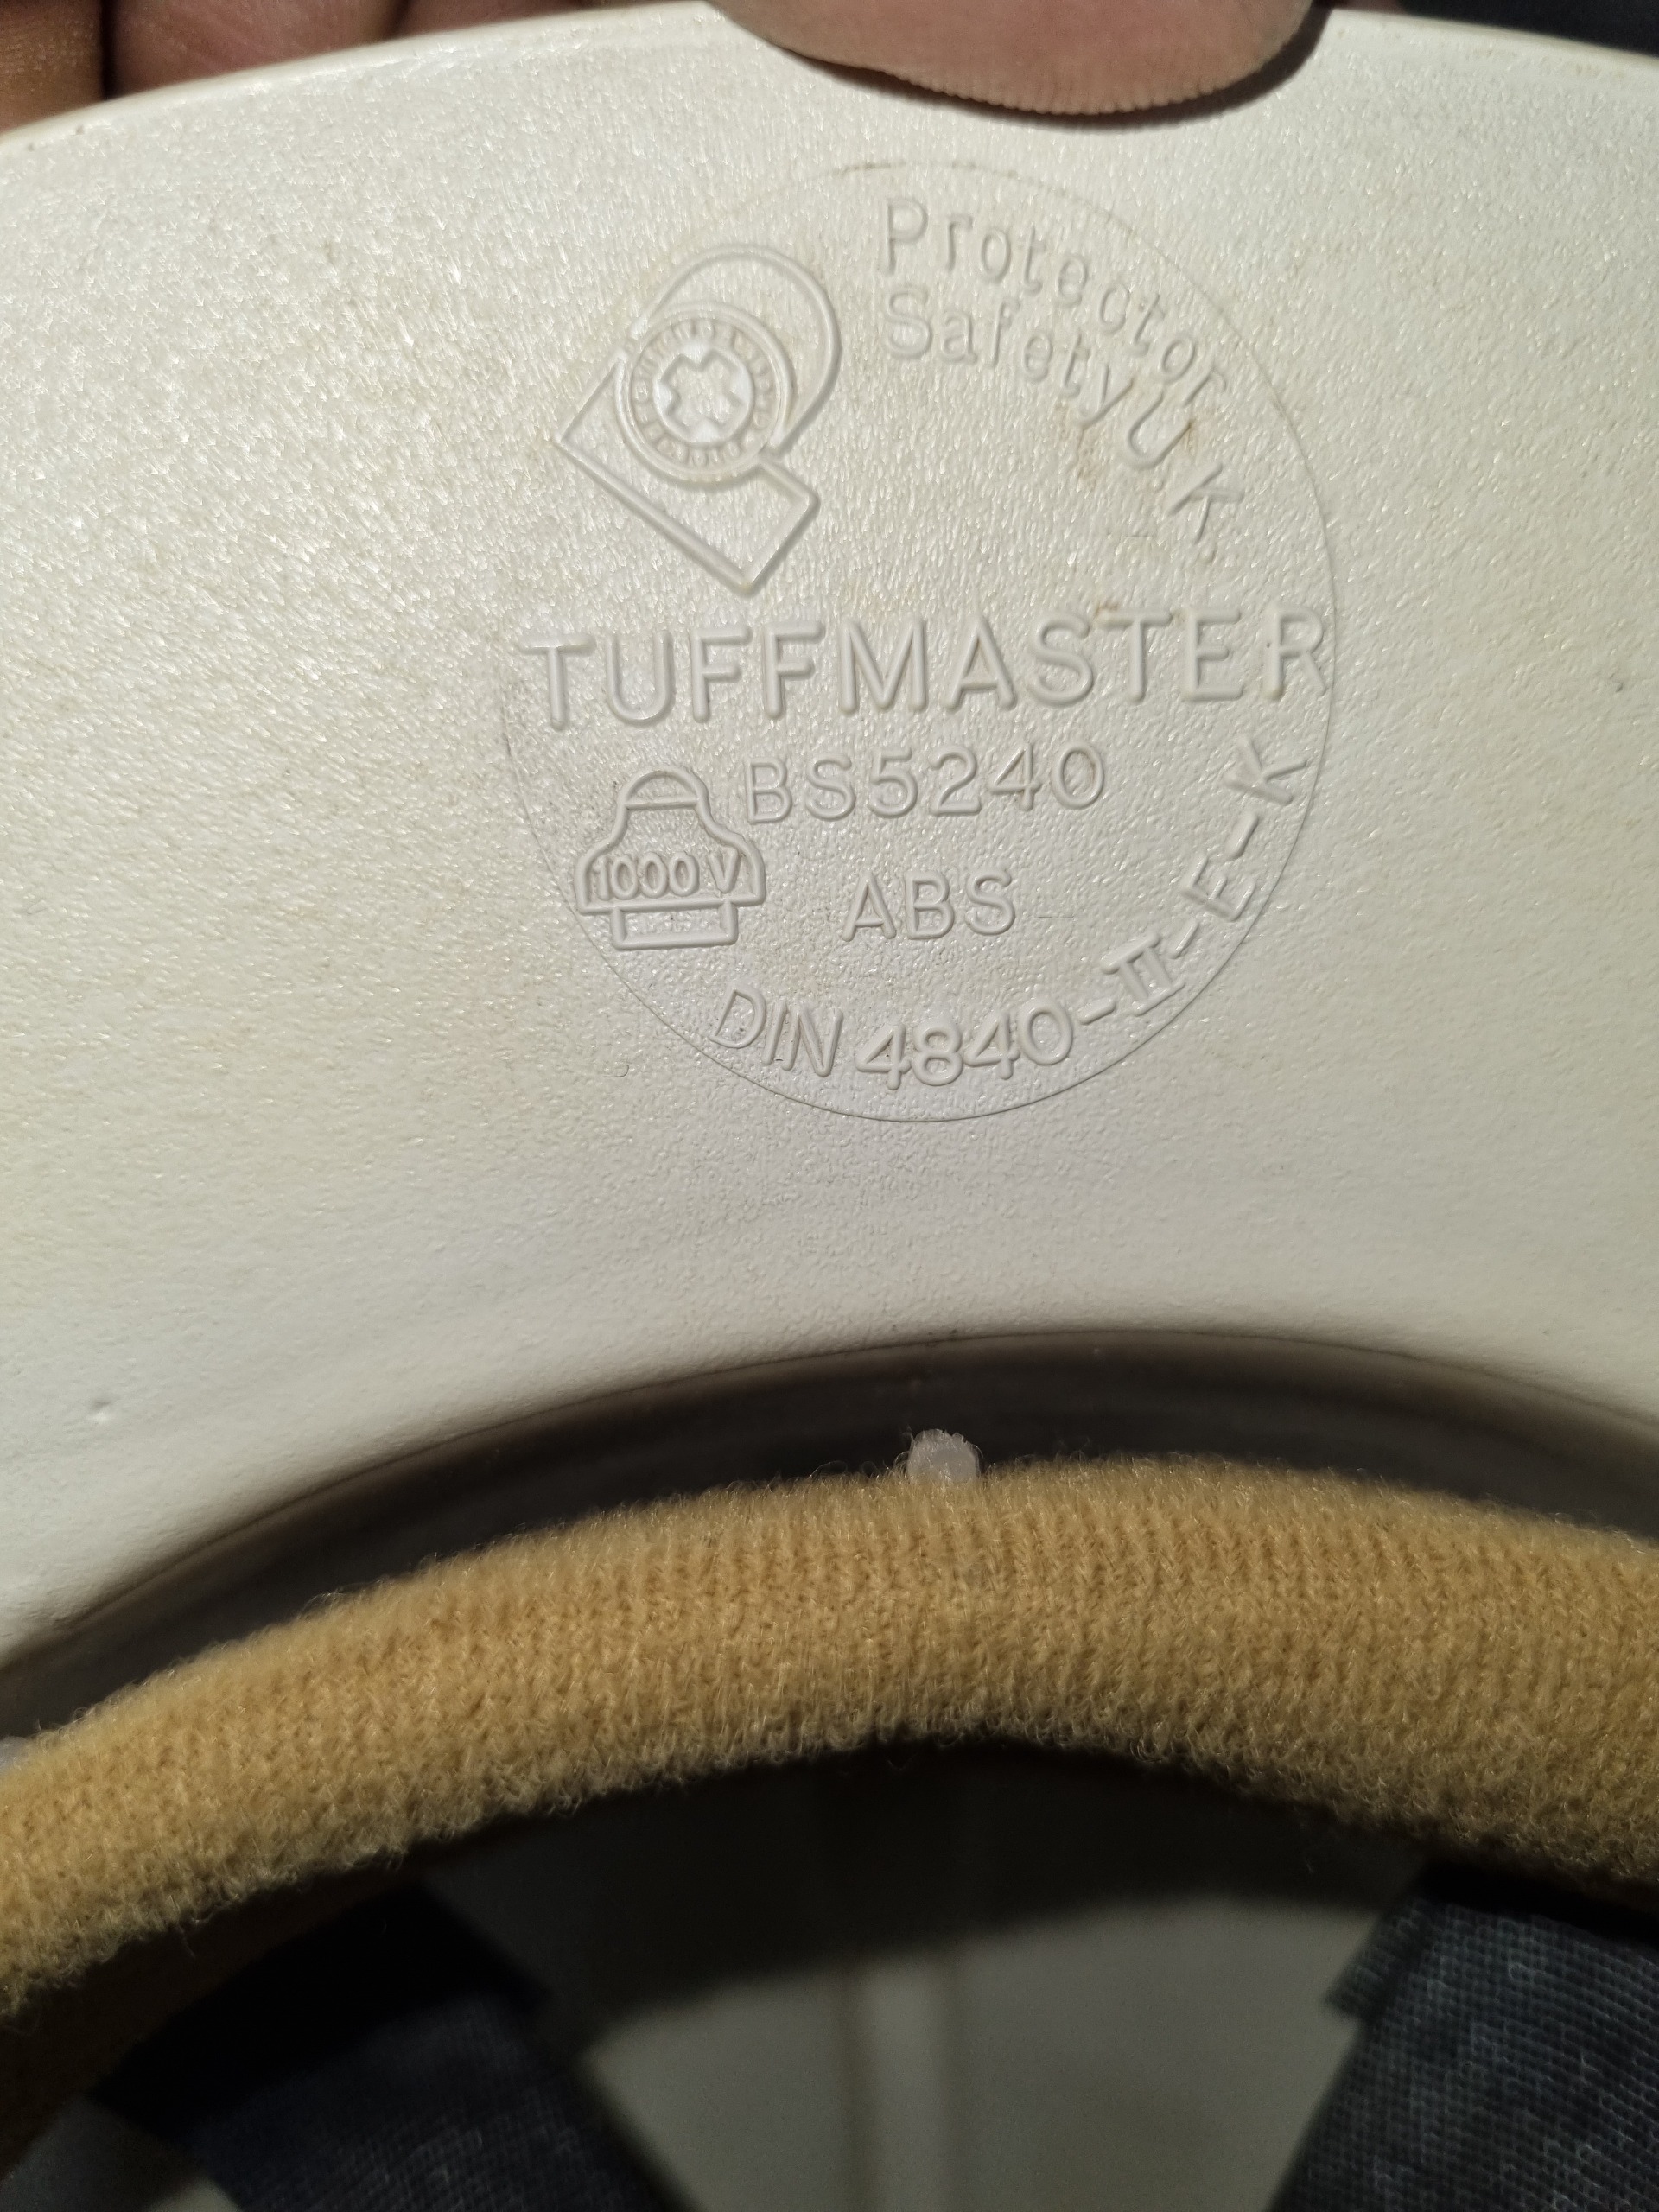 Protector
Safety U.K.
TUFFMASTER
BS5240
1000 V
ABS
DIN 4840-II-E-K